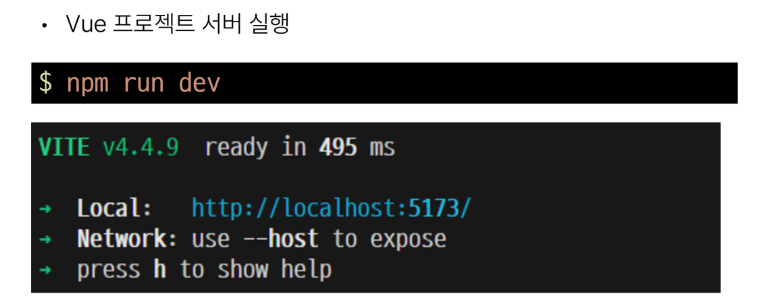 • Vue 프로젝트 서버 실행
$ npm run dev
VITE v4.4.9 ready in 495 ms
➜ Local: http://localhost:5173/
➜ Network: use --host to expose
➜ press h to show help